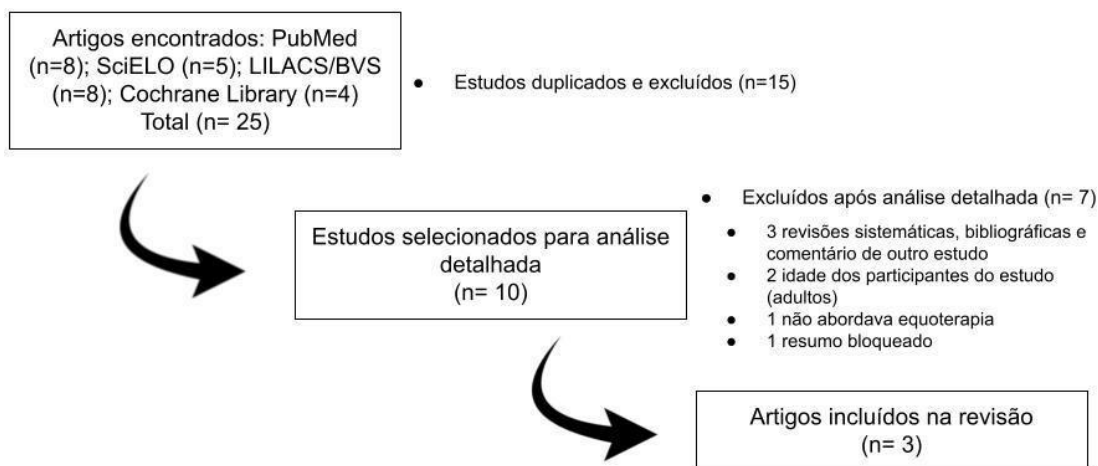 Artigos encontrados: PubMed
(n=8); SciELO (n=5); LILACS/BVS
(n=8); Cochrane Library (n=4)
Total (n= 25)
● Estudos duplicados e excluídos (n=15)
Estudos selecionados para análise
detalhada
(n= 10)
● Excluídos após análise detalhada (n= 7)
● 3 revisões sistemáticas, bibliográficas e
comentário de outro estudo
● 2 idade dos participantes do estudo
(adultos)
● 1 não abordava equoterapia
● 1 resumo bloqueado
Artigos incluídos na revisão
(n= 3)